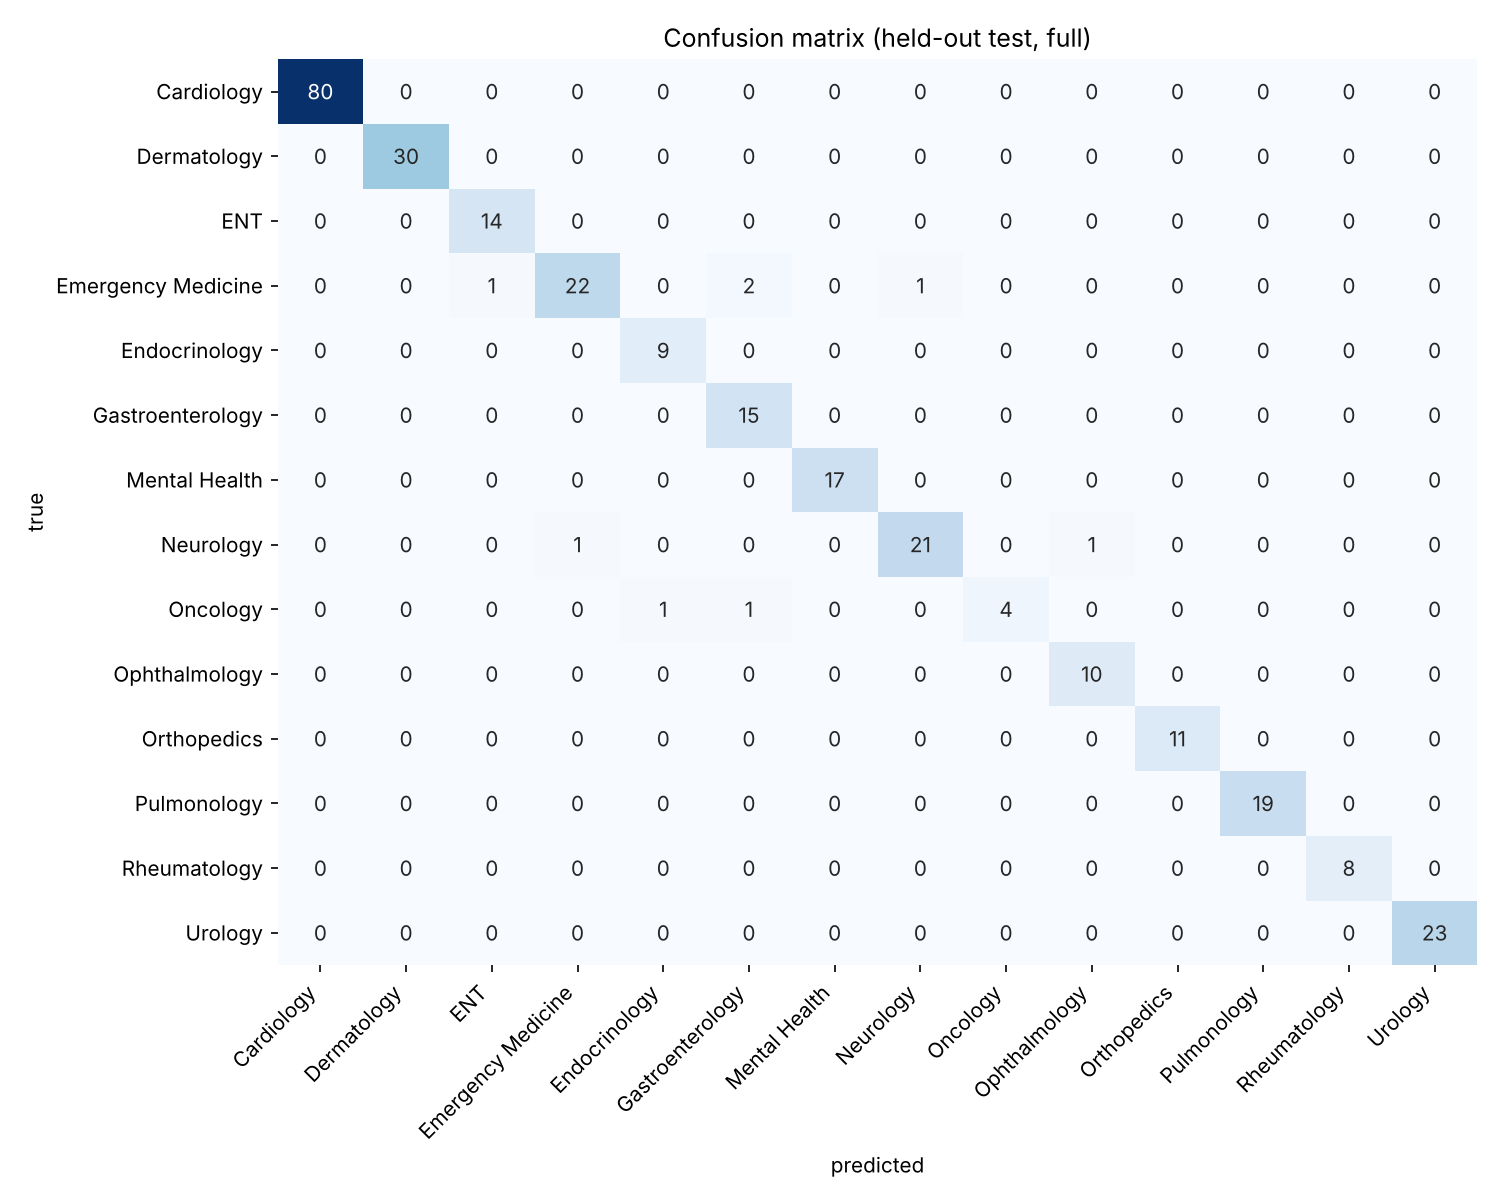 Confusion matrix (held-out test, full)
Cardiology 80 0 0 0 0 0 0 0 0 0 0 0 0 0
Dermatology 0 30 0 0 0 0 0 0 0 0 0 0 0 0
ENT 0 0 14 0 0 0 0 0 0 0 0 0 0 0
Emergency Medicine 0 0 1 22 0 2 0 1 0 0 0 0 0 0
Endocrinology 0 0 0 0 9 0 0 0 0 0 0 0 0 0
Gastroenterology 0 0 0 0 0 15 0 0 0 0 0 0 0 0
Mental Health 0 0 0 0 0 0 17 0 0 0 0 0 0 0
true
Neurology 0 0 0 1 0 0 0 21 0 1 0 0 0 0
Oncology 0 0 0 0 1 1 0 0 4 0 0 0 0 0
Ophthalmology 0 0 0 0 0 0 0 0 0 10 0 0 0 0
Orthopedics 0 0 0 0 0 0 0 0 0 0 11 0 0 0
Pulmonology 0 0 0 0 0 0 0 0 0 0 0 19 0 0
Rheumatology 0 0 0 0 0 0 0 0 0 0 0 0 8 0
Urology 0 0 0 0 0 0 0 0 0 0 0 0 0 23
Cardiology
Dermatology
ENT
Emergency Medicine
Endocrinology
Gastroenterology
Mental Health
Neurology
Oncology
Ophthalmology
Orthopedics
Pulmonology
Rheumatology
Urology
predicted